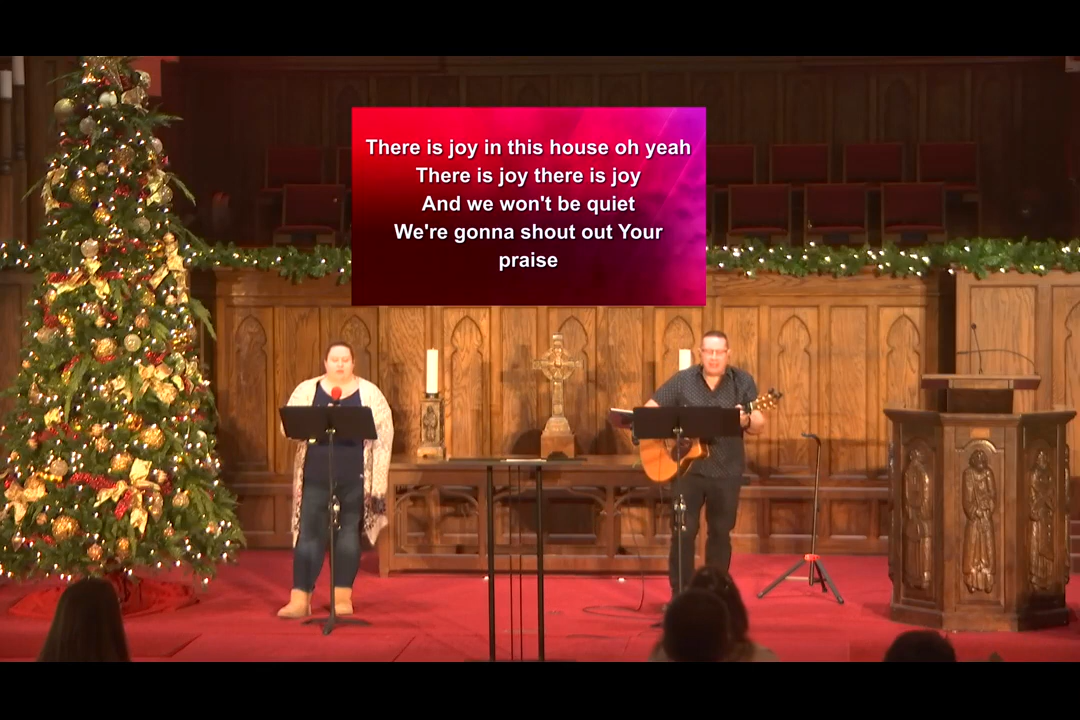 There is joy in this house oh yeah
There is joy there is joy
And we won't be quiet
We're gonna shout out Your
praise